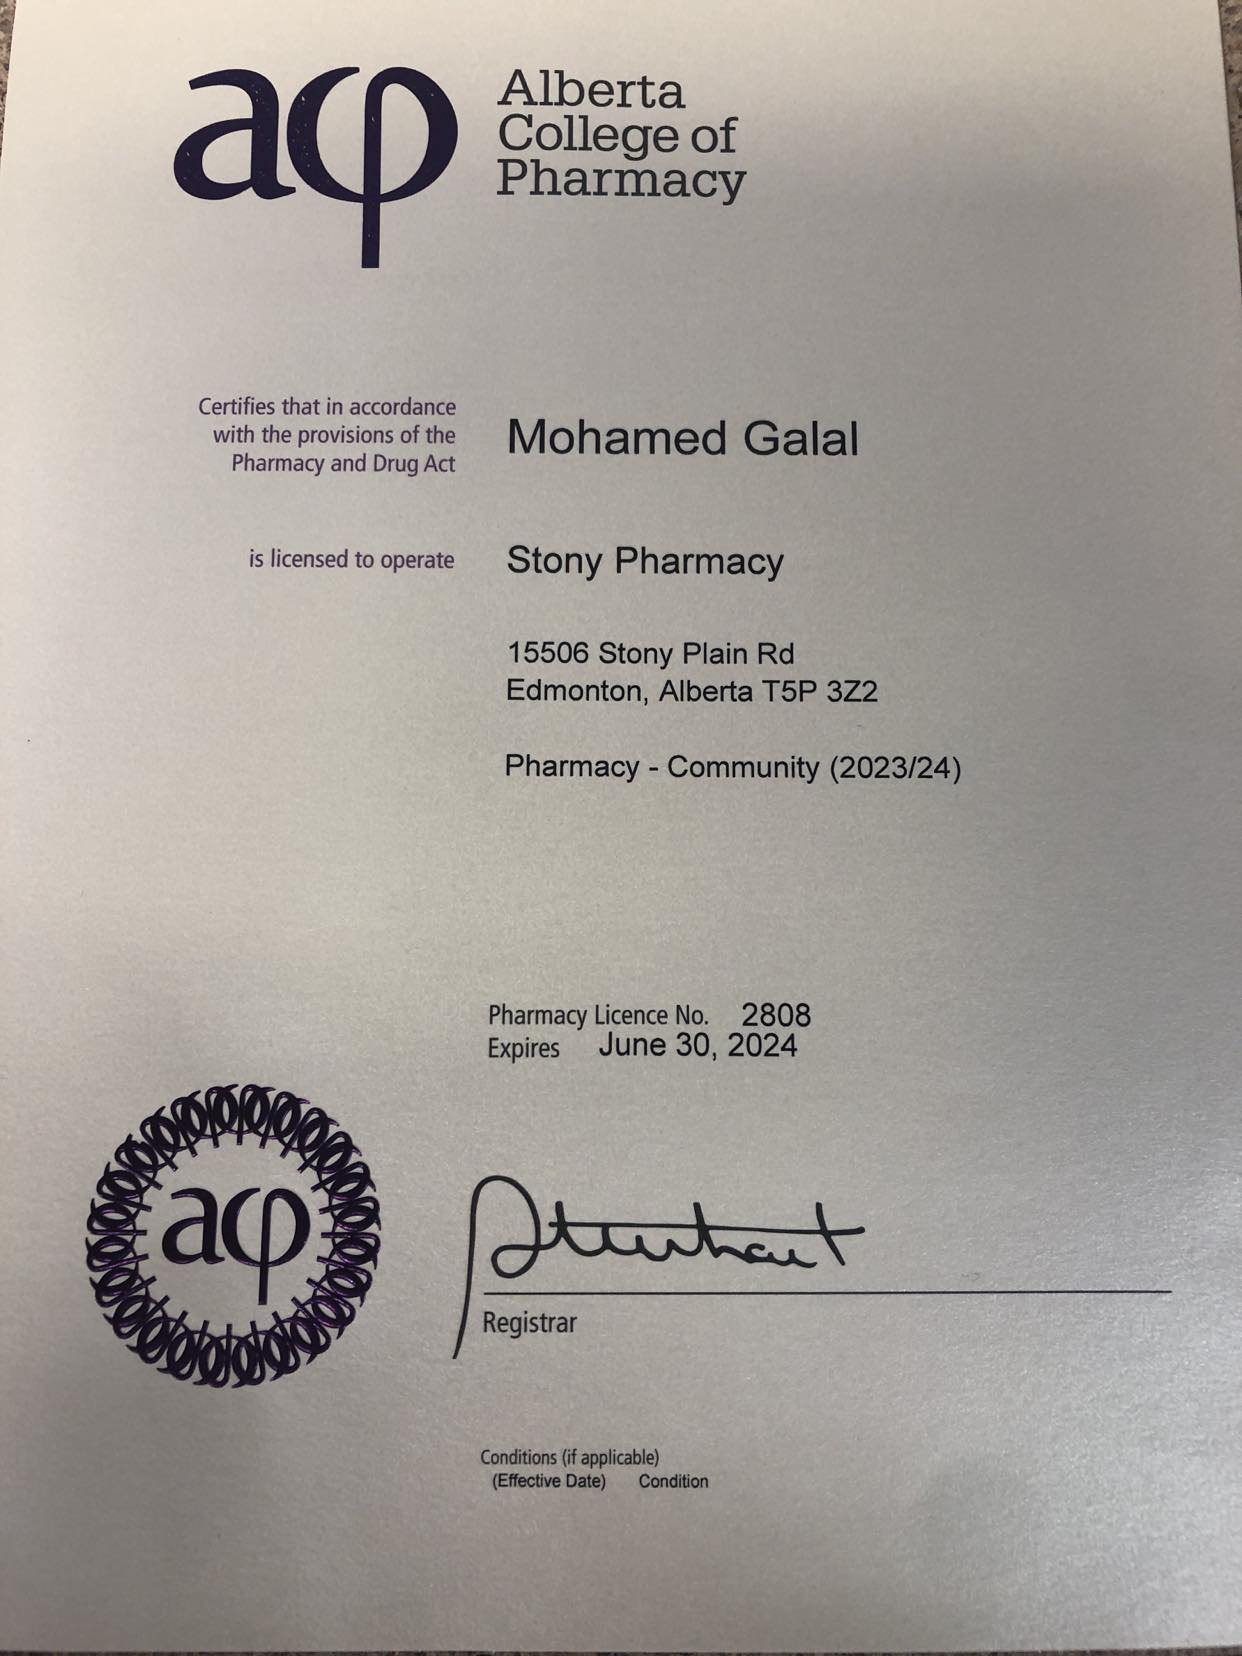 acp
Alberta
College of
Pharmacy
Certifies that in accordance
with the provisions of the
Pharmacy and Drug Act
Mohamed Galal
is licensed to operate
Stony Pharmacy
15506 Stony Plain Rd
Edmonton, Alberta T5P 3Z2
Pharmacy - Community (2023/24)
Pharmacy Licence No. 2808
Expires June 30, 2024
acp
Registrar
Conditions (if applicable)
(Effective Date) Condition